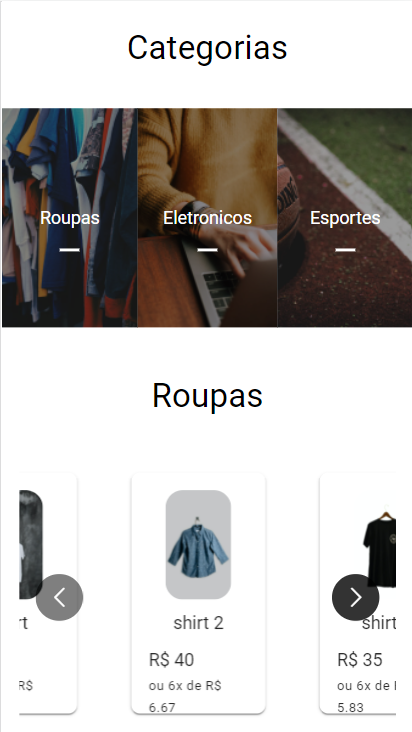 Categorias
Roupas
Eletronicos
Esportes
Roupas
rt
shirt 2
shirt
R$
R$ 40
ou 6x de R$
6.67
R$ 35
ou 6x de
5.83